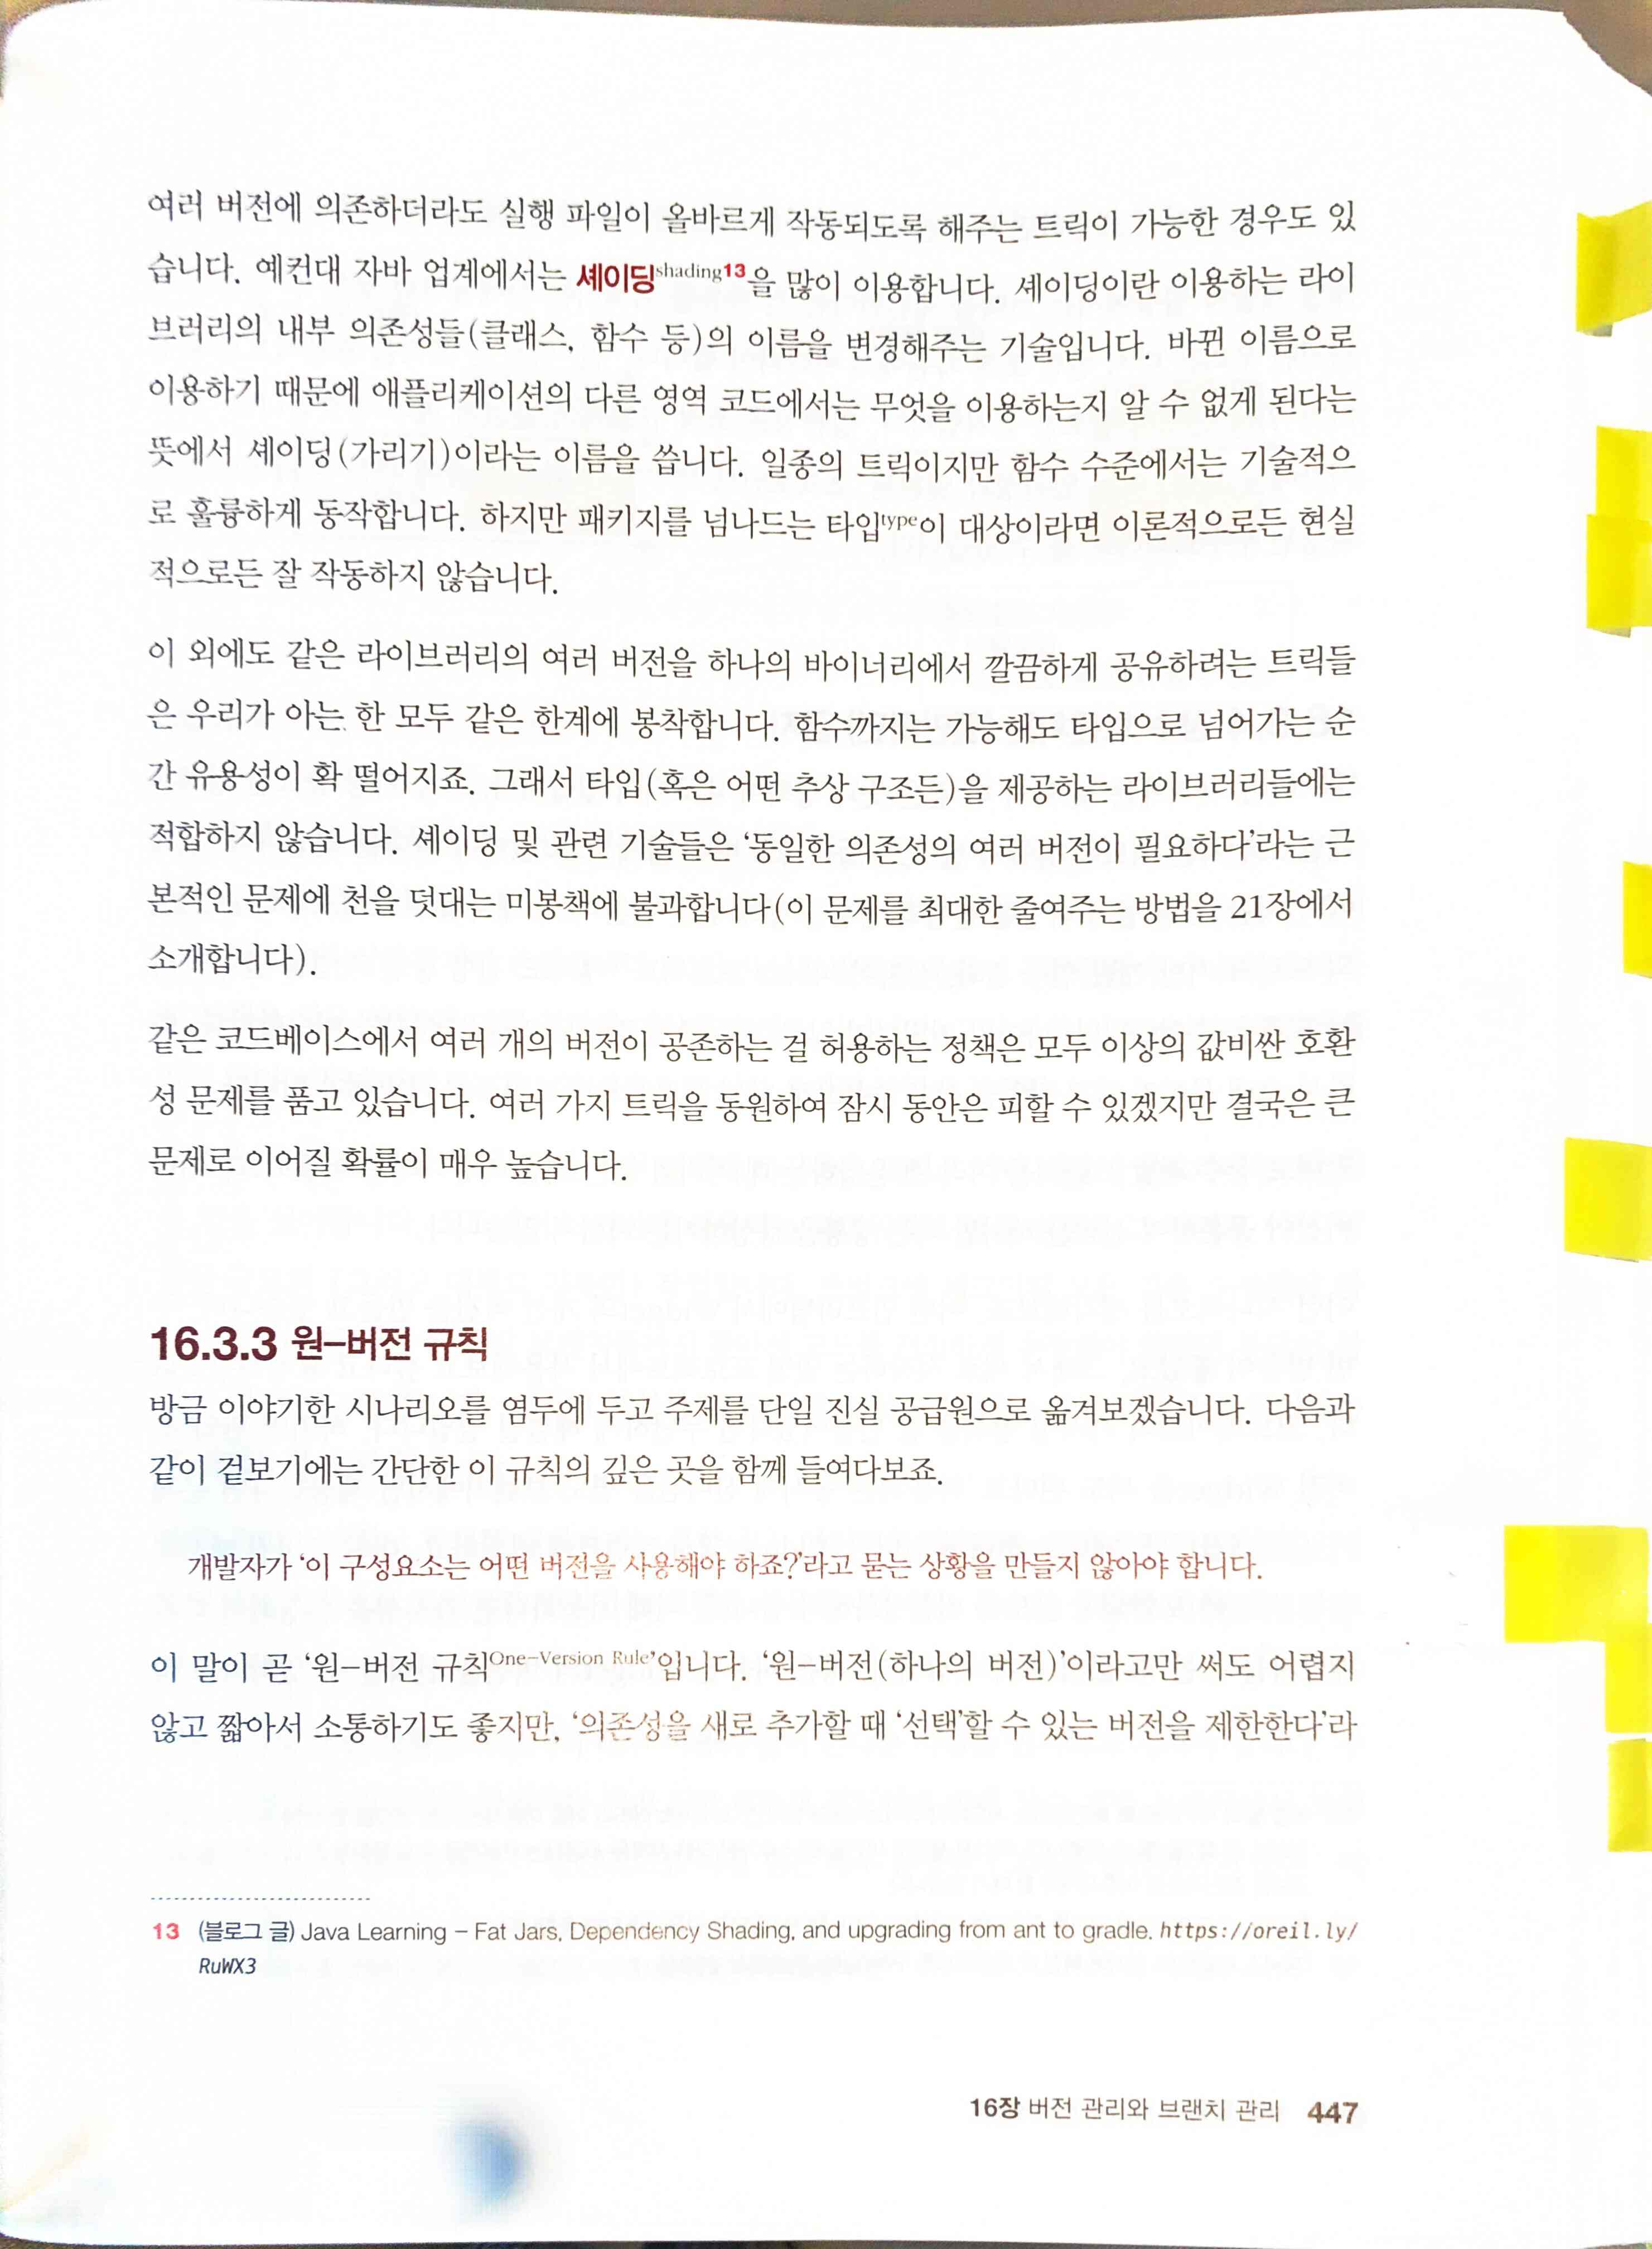 여러 버전에 의존하더라도 실행 파일이 올바르게 작동되도록 해주는 트릭이 가능한 경우도 있
습니다. 예컨대 자바 업계에서는 셰이딩shading13을 많이 이용합니다. 셰이딩이란 이용하는 라이
브러리의 내부 의존성들(클래스, 함수 등)의 이름을 변경해주는 기술입니다. 바뀐 이름으로
이용하기 때문에 애플리케이션의 다른 영역 코드에서는 무엇을 이용하는지 알 수 없게 된다는
뜻에서 셰이딩(가리기)이라는 이름을 씁니다. 일종의 트릭이지만 함수 수준에서는 기술적으
로 훌륭하게 동작합니다. 하지만 패키지를 넘나드는 타입type이 대상이라면 이론적으로든 현실
적으로든 잘 작동하지 않습니다.
이 외에도 같은 라이브러리의 여러 버전을 하나의 바이너리에서 깔끔하게 공유하려는 트릭들
은 우리가 아는 한 모두 같은 한계에 봉착합니다. 함수까지는 가능해도 타입으로 넘어가는 순
간 유용성이 확 떨어지죠. 그래서 타입(혹은 어떤 추상 구조든)을 제공하는 라이브러리들에는
적합하지 않습니다. 셰이딩 및 관련 기술들은 ‘동일한 의존성의 여러 버전이 필요하다’라는 근
본적인 문제에 천을 덧대는 미봉책에 불과합니다(이 문제를 최대한 줄여주는 방법을 21장에서
소개합니다).
같은 코드베이스에서 여러 개의 버전이 공존하는 걸 허용하는 정책은 모두 이상의 값비싼 호환
성 문제를 품고 있습니다. 여러 가지 트릭을 동원하여 잠시 동안은 피할 수 있겠지만 결국은 큰
문제로 이어질 확률이 매우 높습니다.
16.3.3 원-버전 규칙
방금 이야기한 시나리오를 염두에 두고 주제를 단일 진실 공급원으로 옮겨보겠습니다. 다음과
같이 겉보기에는 간단한 이 규칙의 깊은 곳을 함께 들여다보죠.
개발자가 ‘이 구성요소는 어떤 버전을 사용해야 하죠?’라고 묻는 상황을 만들지 않아야 합니다.
이 말이 곧 ‘원-버전 규칙One-Version Rule’입니다. ‘원-버전(하나의 버전)’이라고만 써도 어렵지
않고 짧아서 소통하기도 좋지만, ‘의존성을 새로 추가할 때 ‘선택’할 수 있는 버전을 제한한다’라
13 (블로그 글) Java Learning – Fat Jars, Dependency Shading, and upgrading from ant to gradle. https://oreil.ly/
RuWX3
16장 버전 관리와 브랜치 관리 447